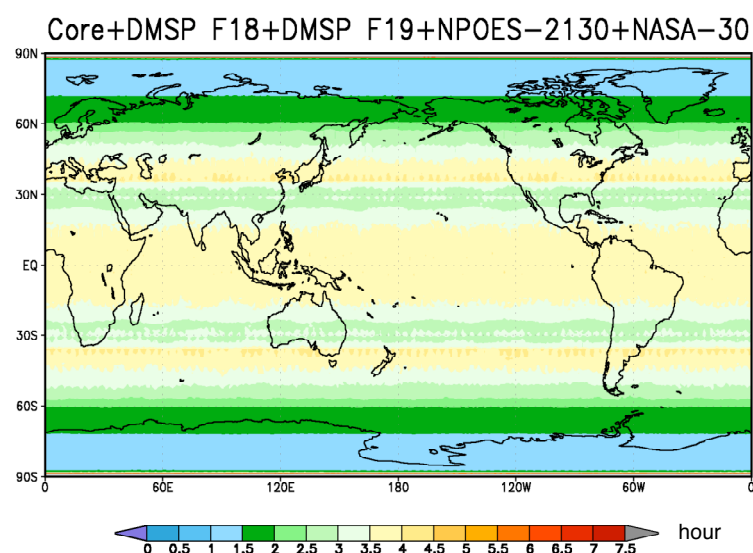 Core+DMSP F18+DMSP F19+NPOES-2130+NASA-30
90N
60N
30N
EQ
30S
60S
90S
0 60E 120E 180 120W 60W 0
0 0.5 1 1.5 2 2.5 3 3.5 4 4.5 5 5.5 6 6.5 7 7.5 hour